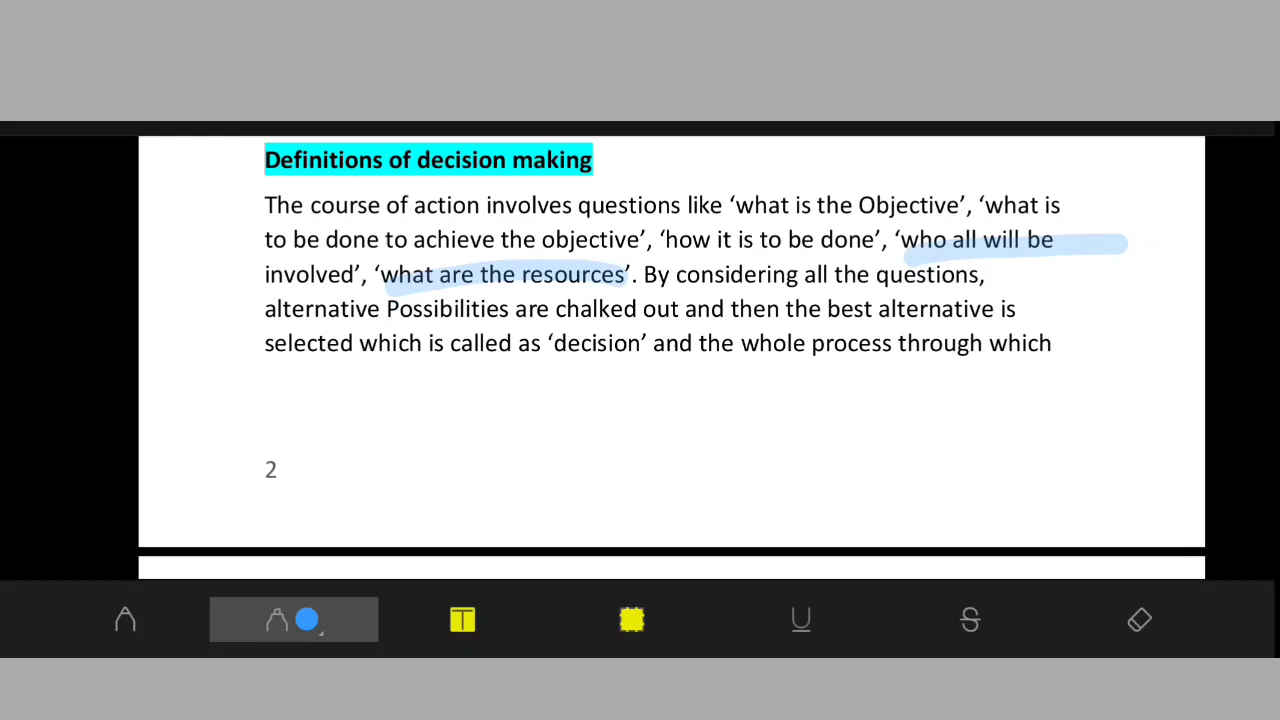 Definitions of decision making
The course of action involves questions like ‘what is the Objective’, ‘what is
to be done to achieve the objective’, ‘how it is to be done’, ‘who all will be
involved’, ‘what are the resources’. By considering all the questions,
alternative Possibilities are chalked out and then the best alternative is
selected which is called as ‘decision’ and the whole process through which
2
T
U
S